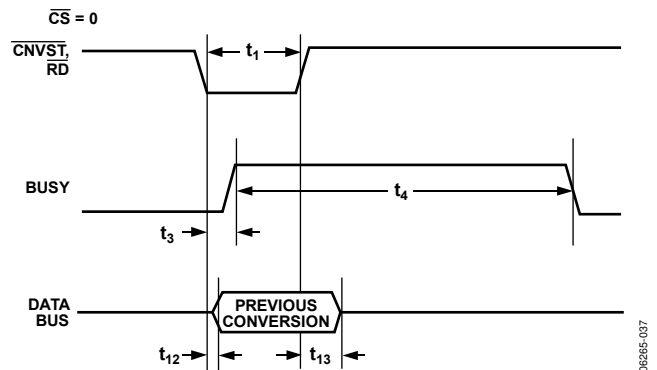 CS = 0
CNVST,
RD
t1
BUSY
t4
t3
DATA
BUS
PREVIOUS
CONVERSION
t12
t13
06265-037